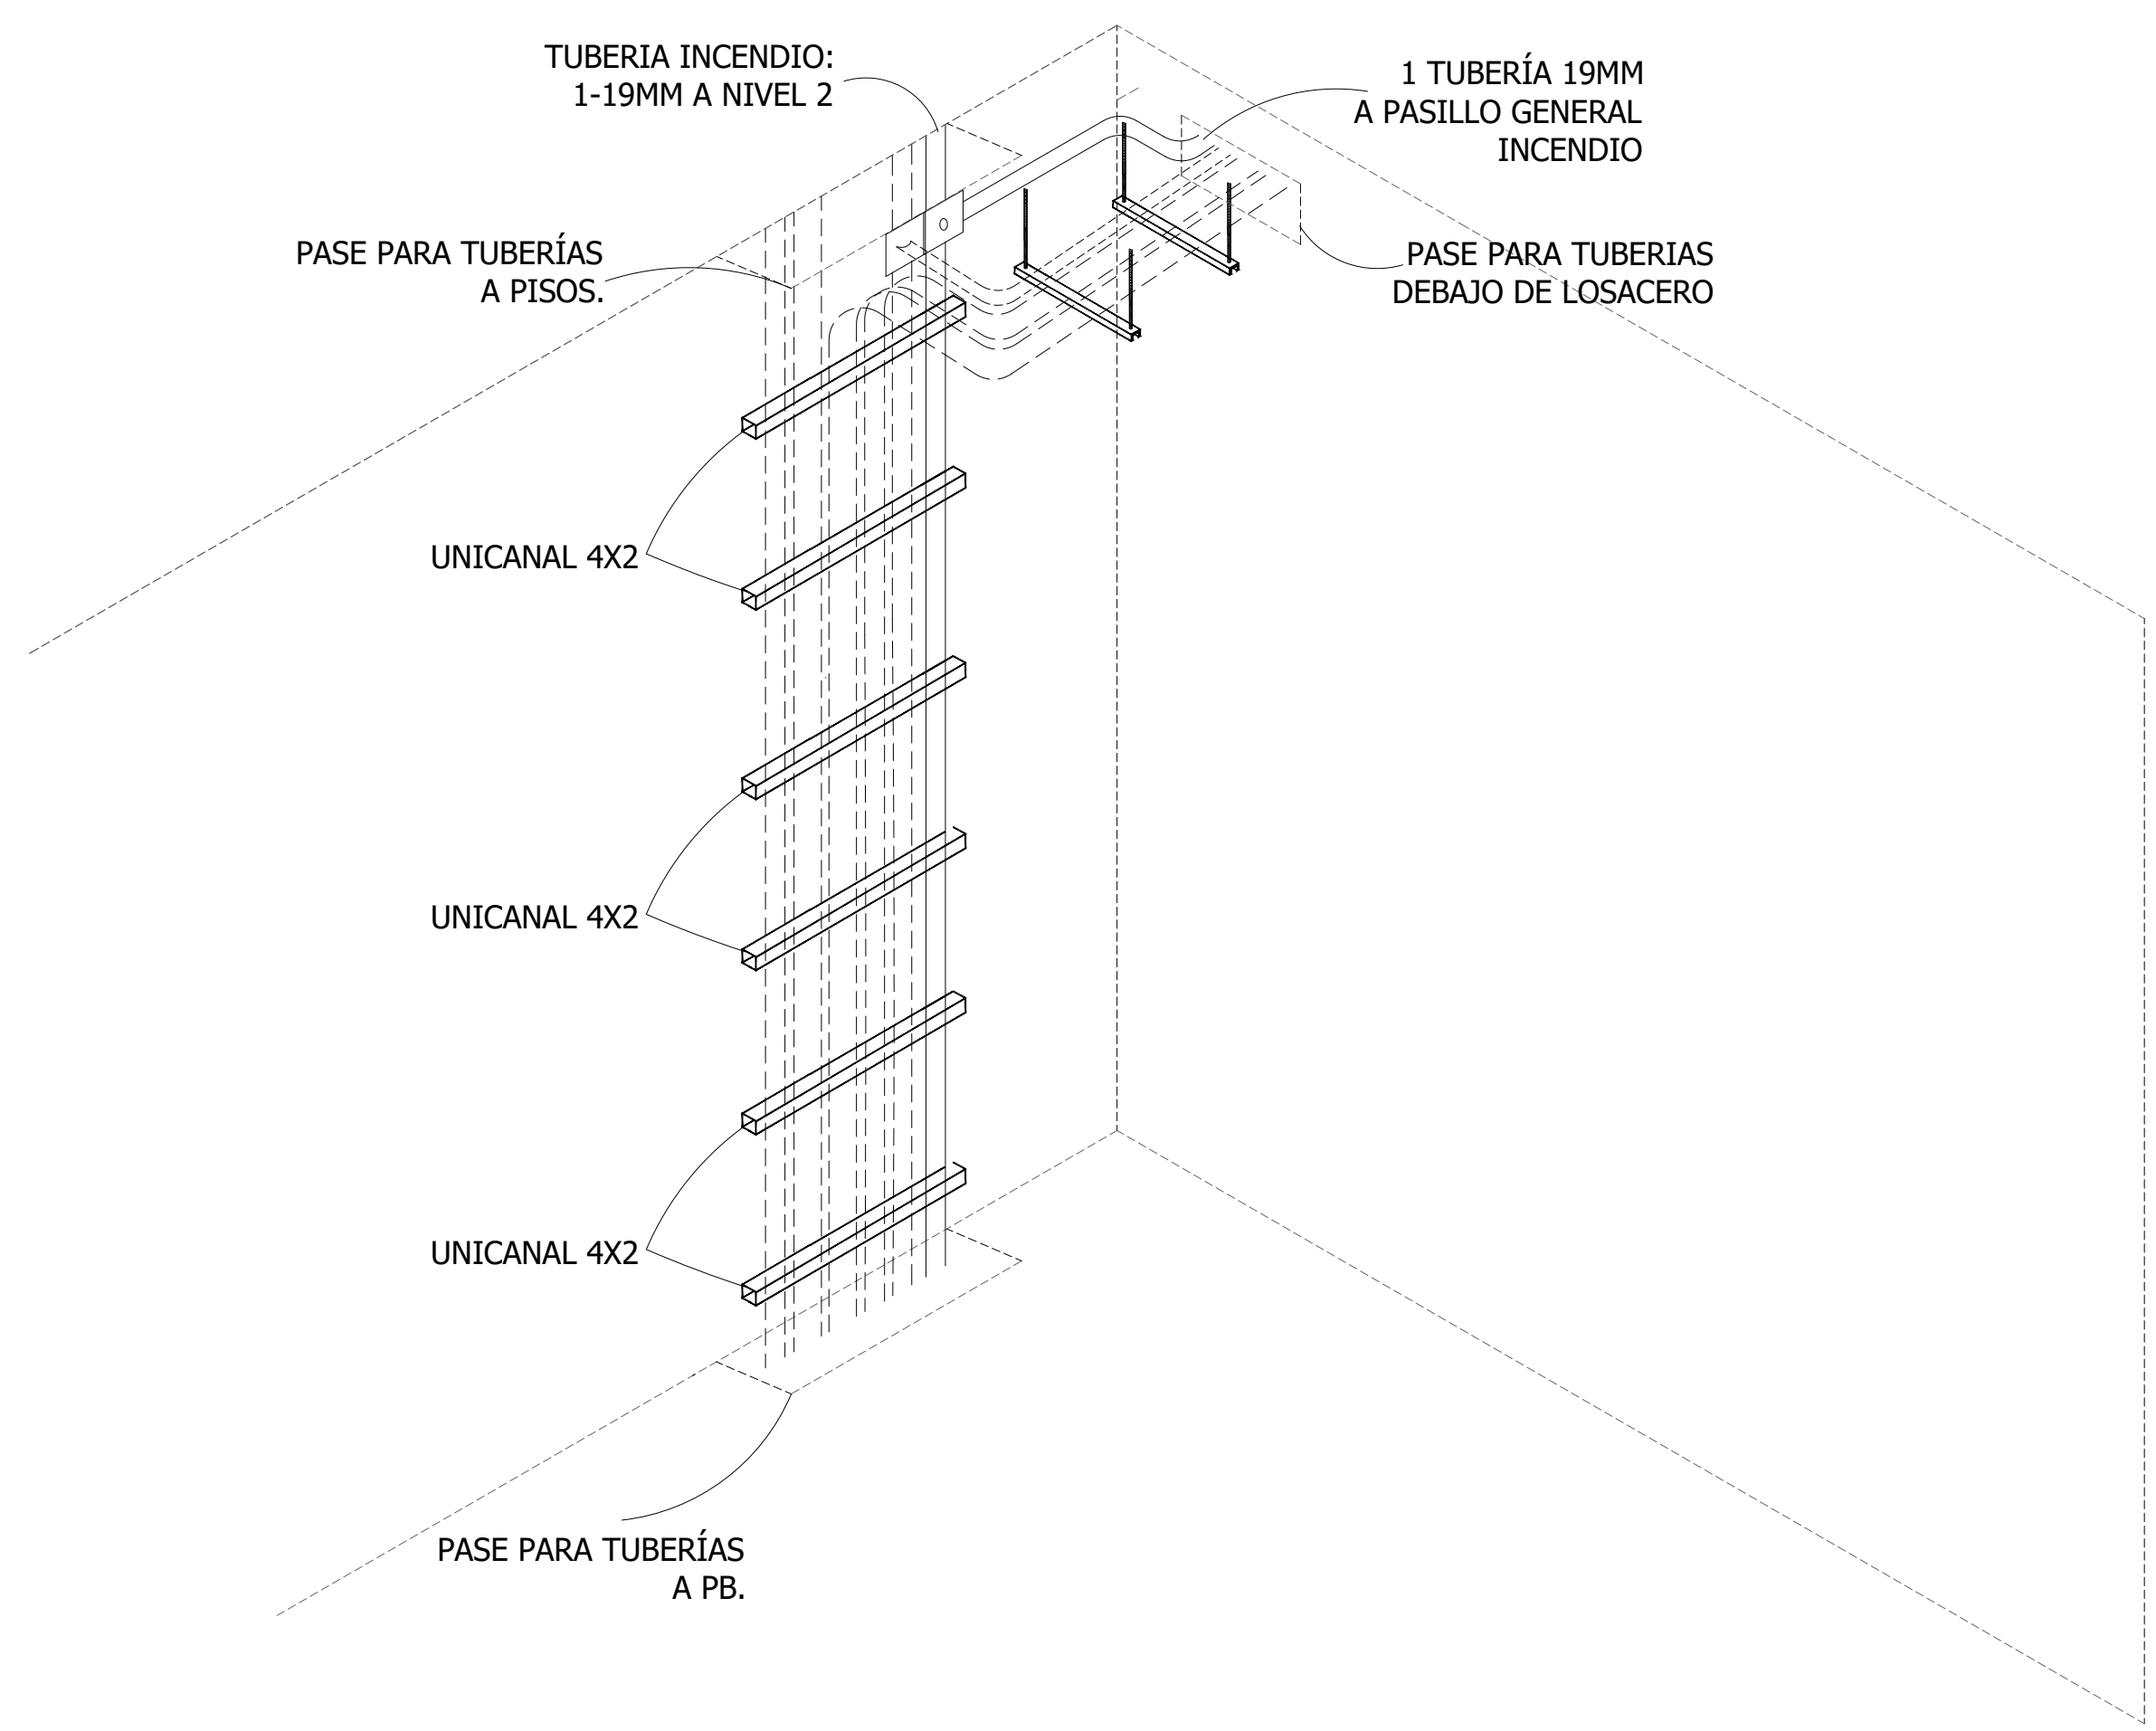 TUBERIA INCENDIO:
1-19MM A NIVEL 2
1 TUBERÍA 19MM
A PASILLO GENERAL
INCENDIO
PASE PARA TUBERÍAS
A PISOS.
PASE PARA TUBERIAS
DEBAJO DE LOSACERO
UNICANAL 4X2
UNICANAL 4X2
UNICANAL 4X2
PASE PARA TUBERÍAS
A PB.